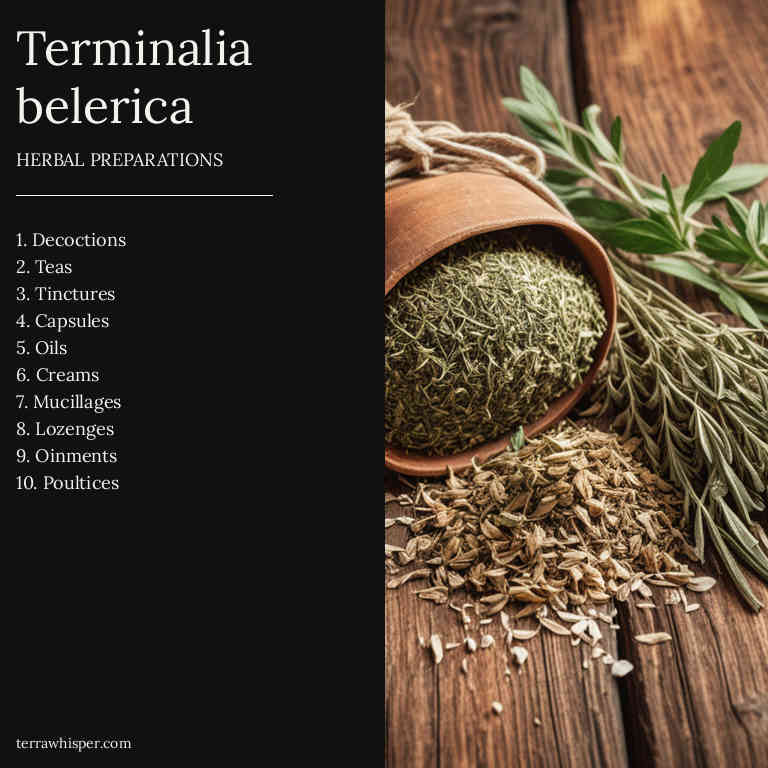 Terminalia
belerica
HERBAL PREPARATIONS
1. Decoctions
2. Teas
3. Tinctures
4. Capsules
5. Oils
6. Creams
7. Mucillages
8. Lozenges
9. Oinments
10. Poultices
terrawhisper.com